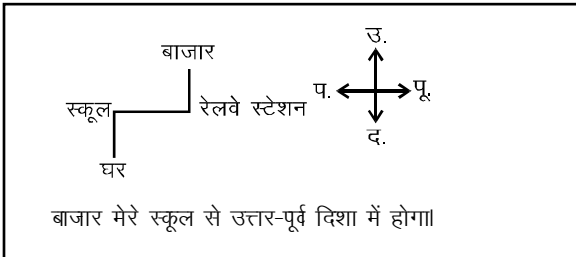 बाजार
उ.
प.
पू.
स्कूल
रेलवे स्टेशन
द.
घर
बाजार मेरे स्कूल से उत्तर-पूर्व दिशा में होगा।